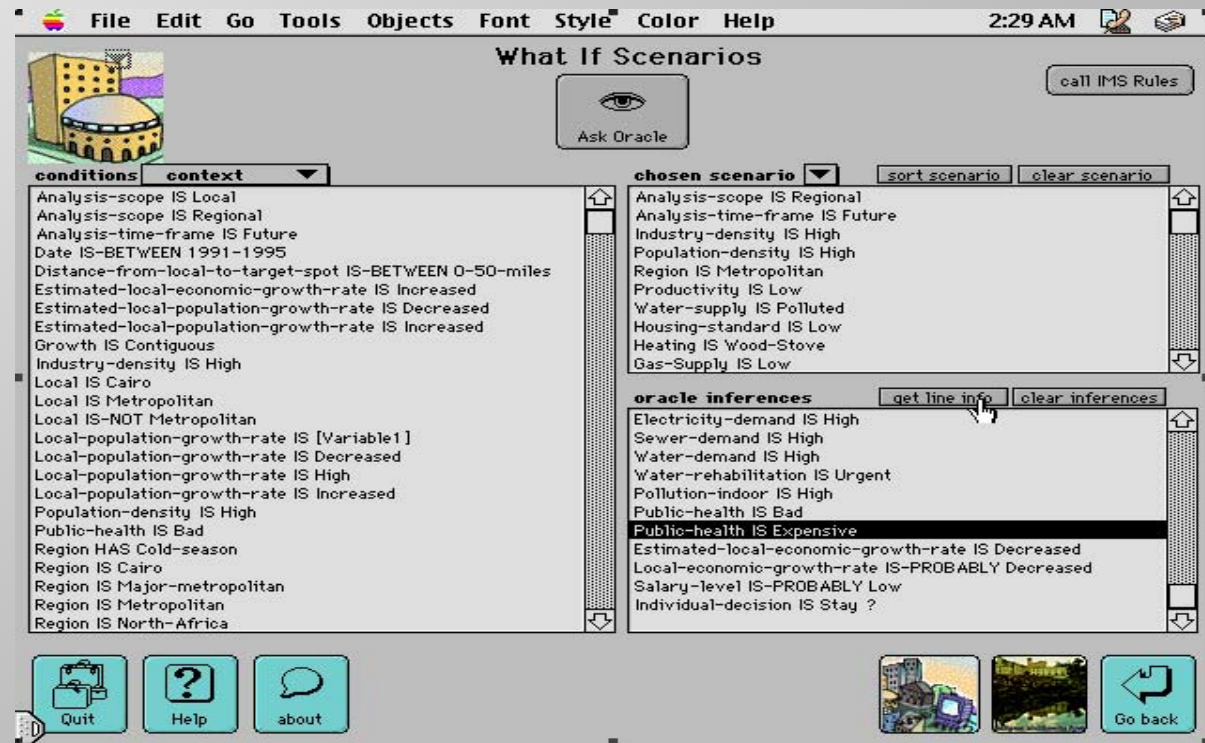 File Edit Go Tools Objects Font Style Color Help 2:29 AM
What If Scenarios
call IMS Rules
Ask Oracle
conditions context
Analysis-scope IS Local
Analysis-scope IS Regional
Analysis-time-frame IS Future
Date IS-BETWEEN 1991-1995
Distance-from-local-to-target-spot IS-BETWEEN 0-50-miles
Estimated-local-economic-growth-rate IS Increased
Estimated-local-population-growth-rate IS Decreased
Estimated-local-population-growth-rate IS Increased
Growth IS Contiguous
Industry-density IS High
Local IS Cairo
Local IS Metropolitan
Local IS-NOT Metropolitan
Local-population-growth-rate IS [Variable1]
Local-population-growth-rate IS Decreased
Local-population-growth-rate IS High
Local-population-growth-rate IS Increased
Population-density IS High
Public-health IS Bad
Region HAS Cold-season
Region IS Cairo
Region IS Major-metropolitan
Region IS Metropolitan
Region IS North-Africa
chosen scenario sort scenario clear scenario
Analysis-scope IS Regional
Analysis-time-frame IS Future
Industry-density IS High
Population-density IS High
Region IS Metropolitan
Productivity IS Low
Water-supply IS Polluted
Housing-standard IS Low
Heating IS Wood-Stove
Gas-Supply IS Low
oracle inferences get line info clear inferences
Electricity-demand IS High
Sewer-demand IS High
Water-demand IS High
Water-rehabilitation IS Urgent
Pollution-indoor IS High
Public-health IS Bad
Public-health IS Expensive
Estimated-local-economic-growth-rate IS Decreased
Local-economic-growth-rate IS-PROBABLY Decreased
Salary-level IS-PROBABLY Low
Individual-decision IS Stay ?
Quit Help about Go back